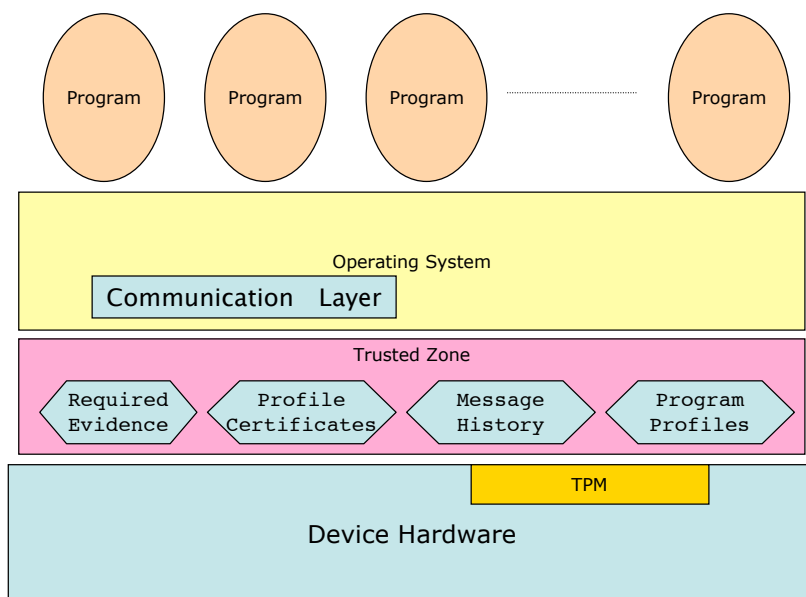 Program
Program
Program
Program
Operating System
Communication Layer
Trusted Zone
Required
Evidence
Profile
Certificates
Message
History
Program
Profiles
TPM
Device Hardware